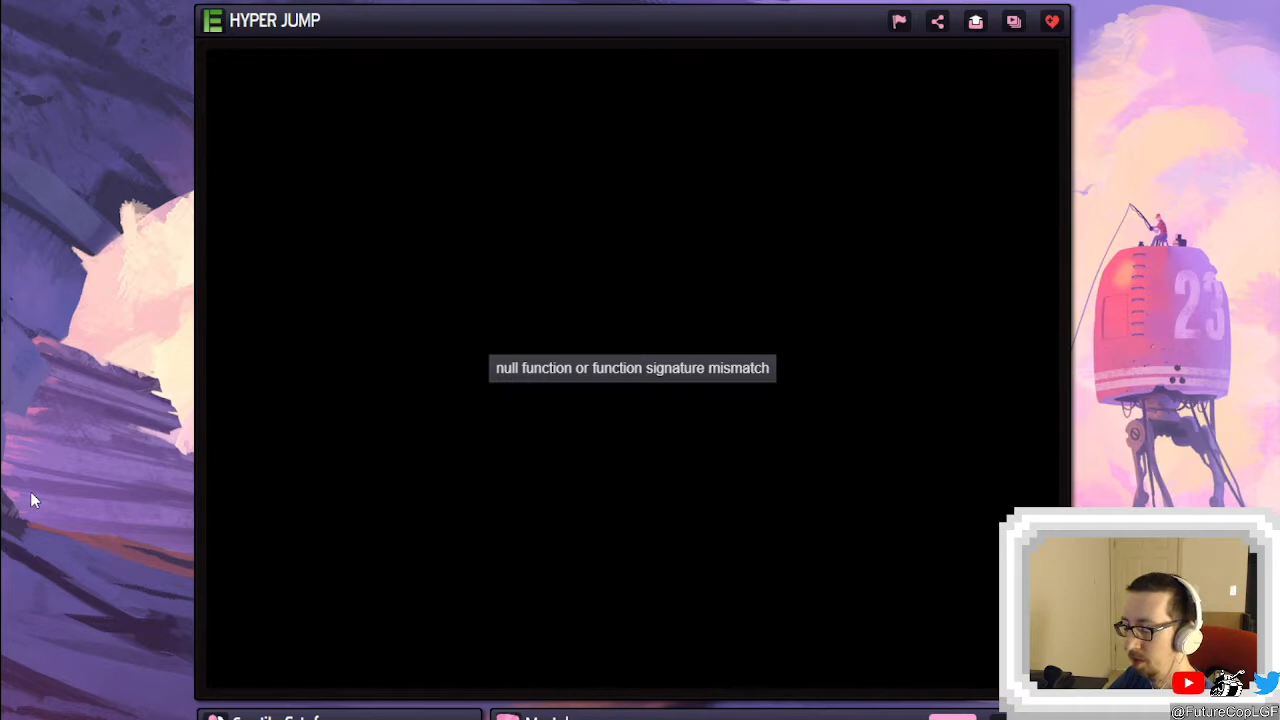 E HYPER JUMP
23
null function or function signature mismatch
@FutureCopLGF